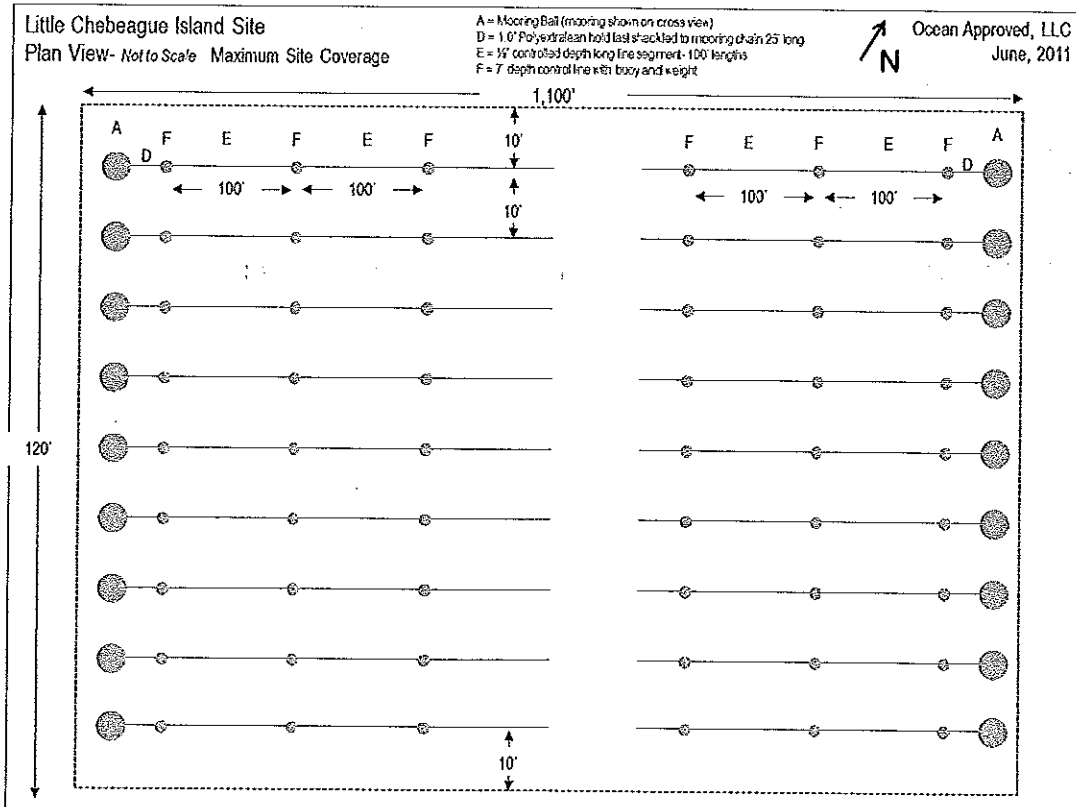 Little Chebeague Island Site
Plan View- Not to Scale Maximum Site Coverage
A = Mooring Ball (mooring shown on cross view)
D = 1.0" hold fast shackled to mooring chain 25' long
E = ½" controlled depth long line segment- 100' lengths
F = 7' depth control line with buoy and weight
N
Ocean Approved, LLC
June, 2011
1,100'
A F E F E F 10' F E F E F A
D D
100' 100' 100' 100'
10'
120'
10'